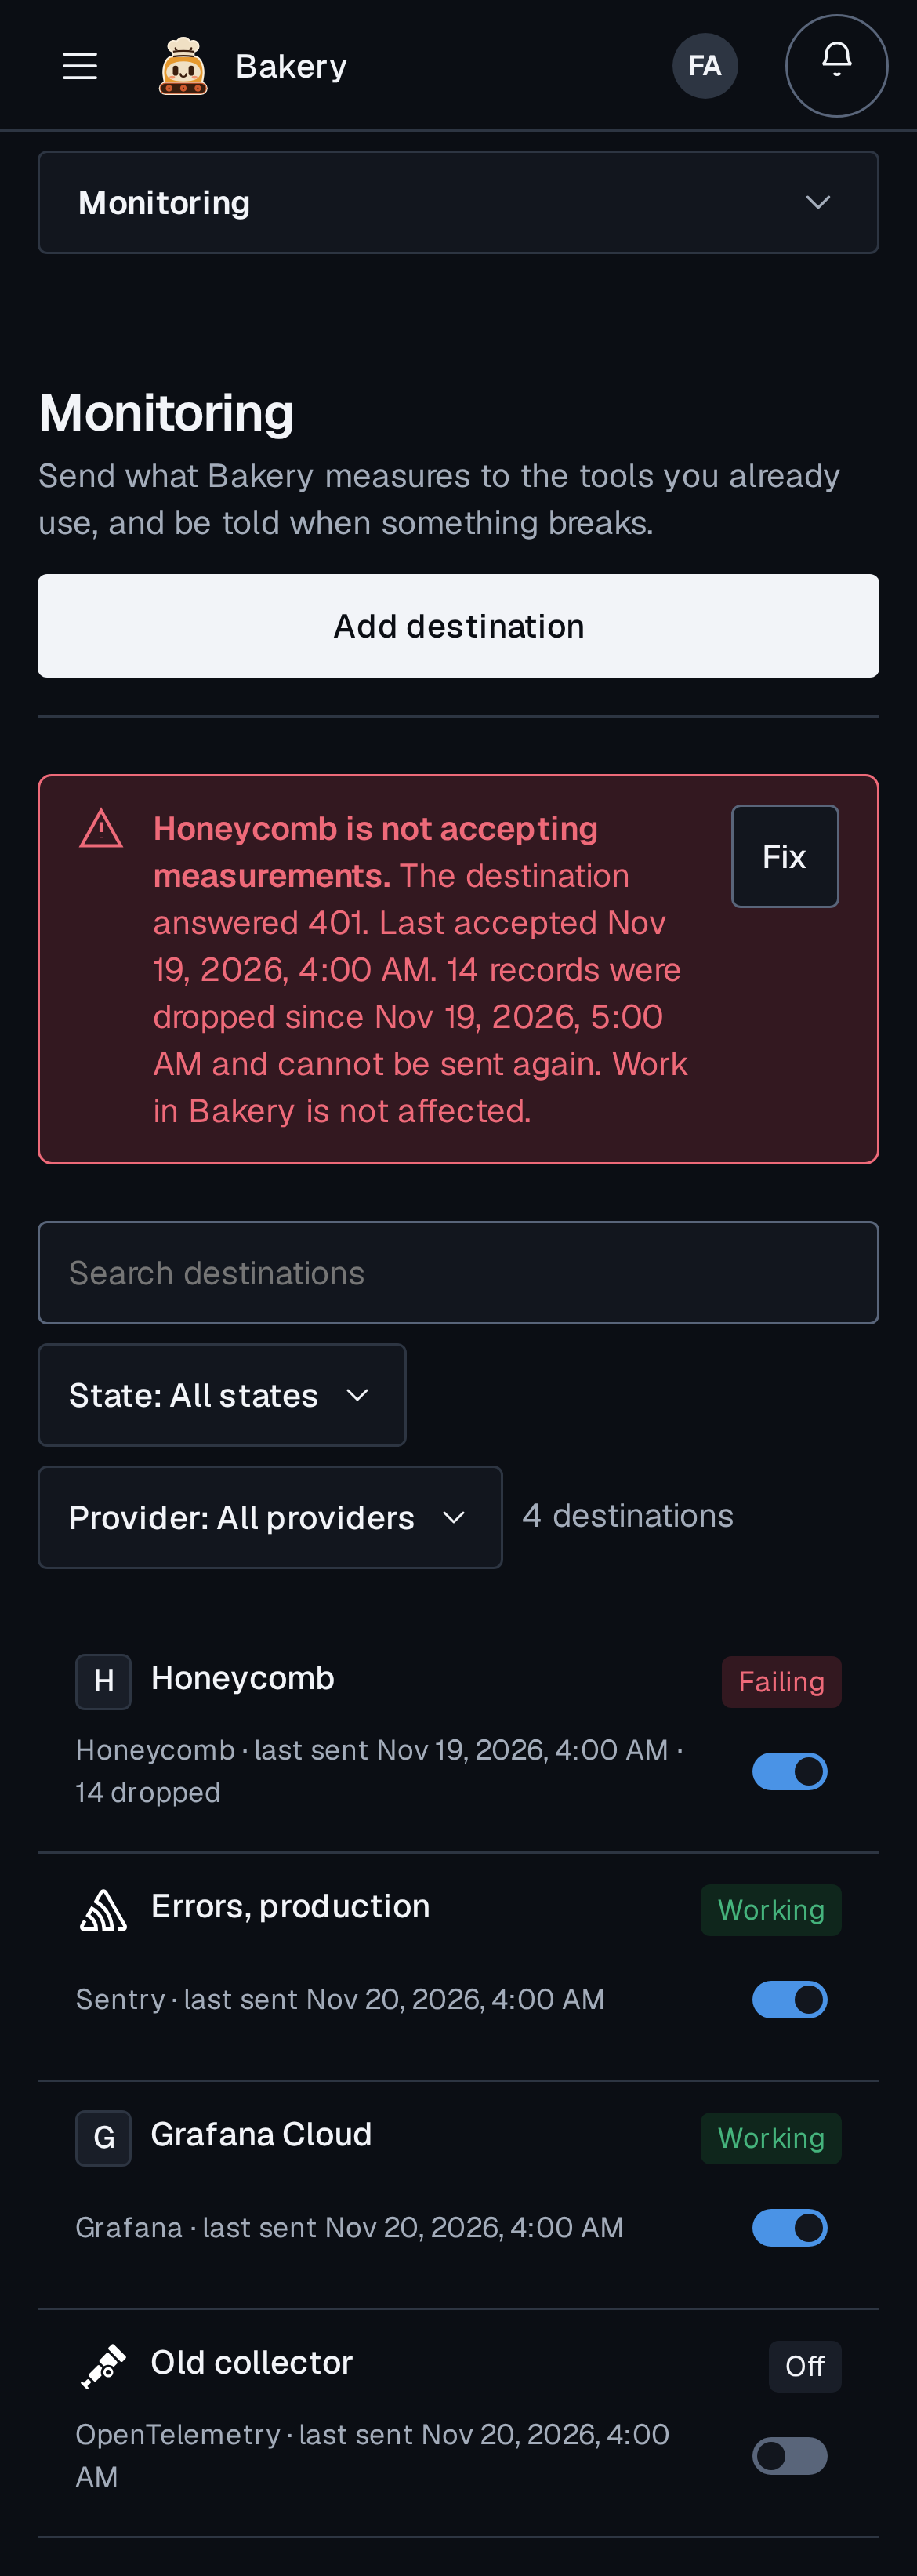 Bakery
FA
Monitoring
Monitoring
Send what Bakery measures to the tools you already
use, and be told when something breaks.
Add destination
Honeycomb is not accepting
measurements. The destination
answered 401. Last accepted Nov
19, 2026, 4:00 AM. 14 records were
dropped since Nov 19, 2026, 5:00
AM and cannot be sent again. Work
in Bakery is not affected.
Fix
Search destinations
State: All states
Provider: All providers
4 destinations
H
Honeycomb
Failing
Honeycomb · last sent Nov 19, 2026, 4:00 AM ·
14 dropped
Errors, production
Working
Sentry · last sent Nov 20, 2026, 4:00 AM
G
Grafana Cloud
Working
Grafana · last sent Nov 20, 2026, 4:00 AM
Old collector
Off
OpenTelemetry · last sent Nov 20, 2026, 4:00
AM